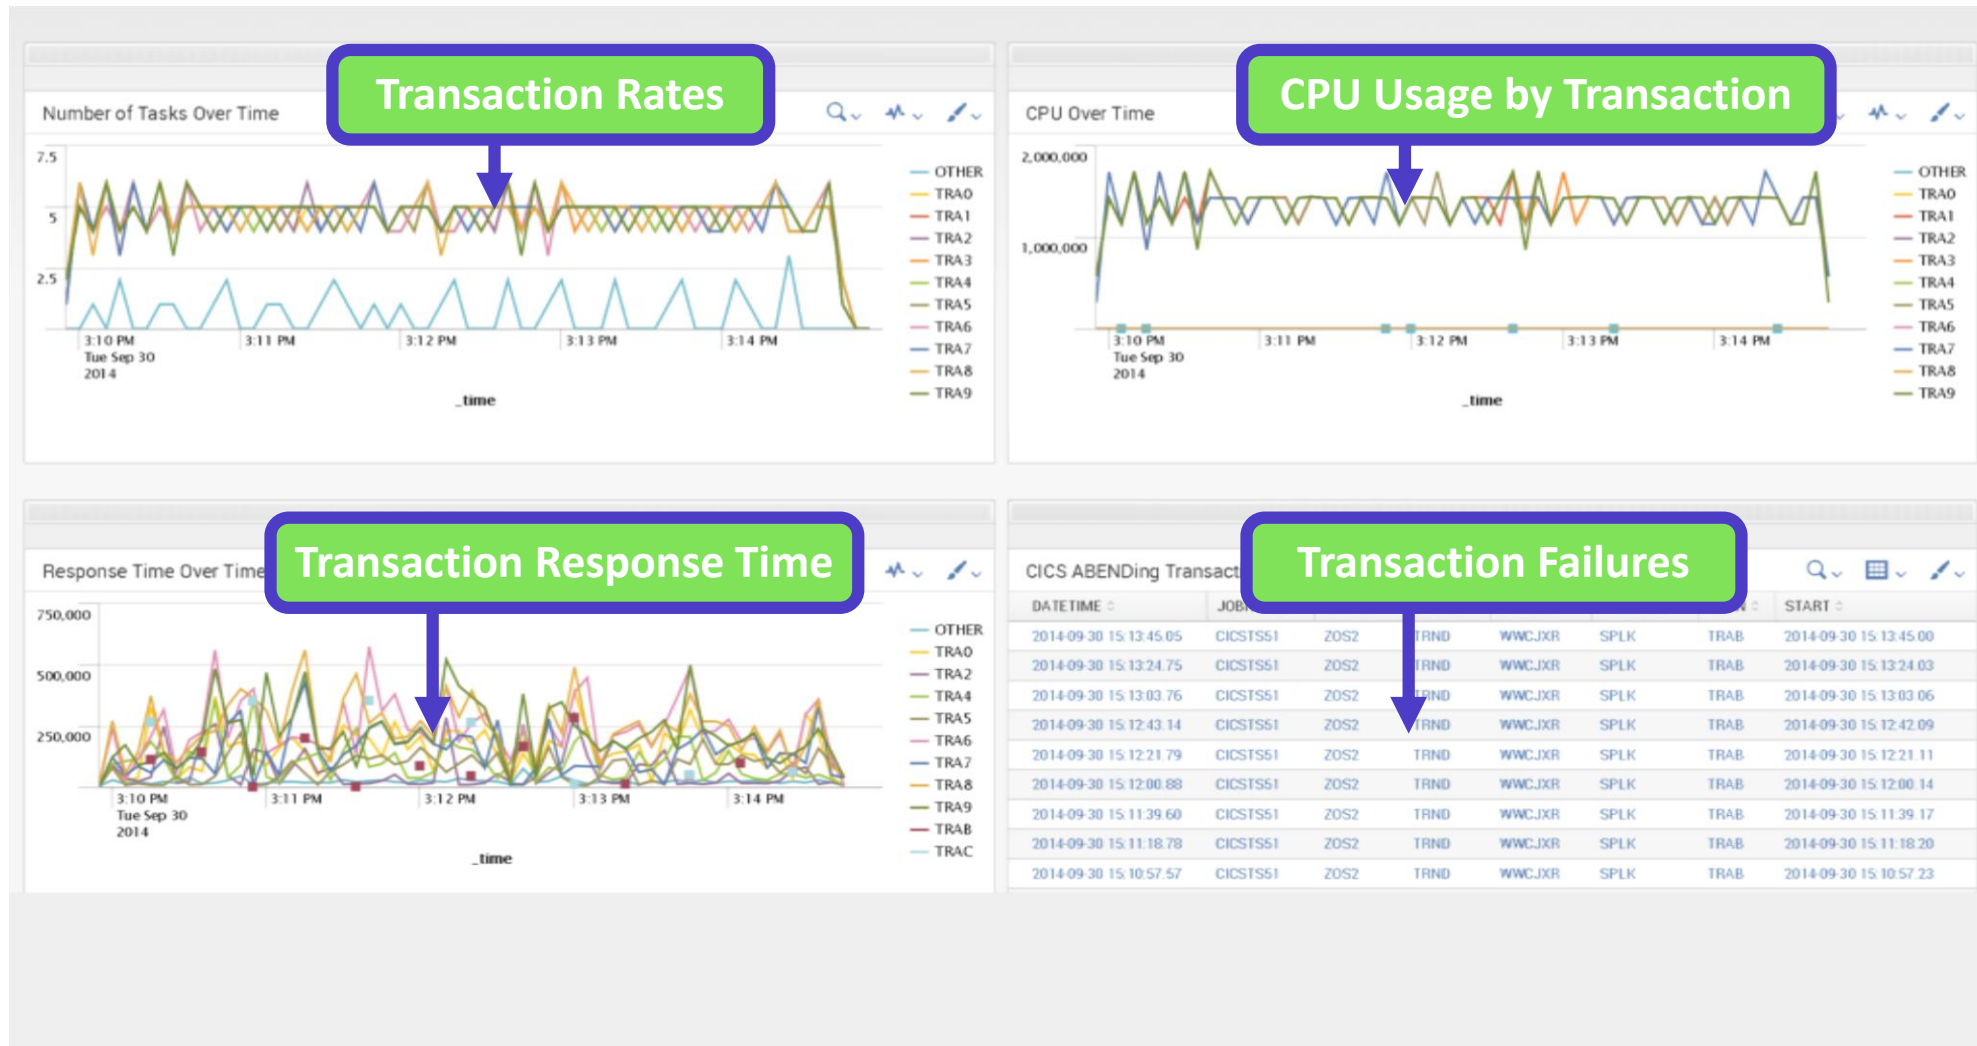 Transaction Rates
Number of Tasks Over Time
7.5
5
2.5
3:10 PM
Tue Sep 30
2014
3:11 PM
3:12 PM
3:13 PM
3:14 PM
_time
OTHER
TRA0
TRA1
TRA2
TRA3
TRA4
TRA5
TRA6
TRA7
TRA8
TRA9
CPU Usage by Transaction
CPU Over Time
2,000,000
1,000,000
3:10 PM
Tue Sep 30
2014
3:11 PM
3:12 PM
3:13 PM
3:14 PM
_time
OTHER
TRA0
TRA1
TRA2
TRA3
TRA4
TRA5
TRA6
TRA7
TRA8
TRA9
Transaction Response Time
Response Time Over Time
750,000
500,000
250,000
3:10 PM
Tue Sep 30
2014
3:11 PM
3:12 PM
3:13 PM
3:14 PM
_time
OTHER
TRA0
TRA2
TRA4
TRA5
TRA6
TRA7
TRA8
TRA9
TRAB
TRAC
Transaction Failures
CICS ABENDing
DATETIME START
2014-09-30 15:13:45.05 CICSTS51 ZOS2 TRND WWCJXR SPLK TRAB 2014-09-30 15:13:45.00
2014-09-30 15:13:24.75 CICSTS51 ZOS2 TRND WWCJXR SPLK TRAB 2014-09-30 15:13:24.03
2014-09-30 15:13:03.76 CICSTS51 ZOS2 TRND WWCJXR SPLK TRAB 2014-09-30 15:13:03.06
2014-09-30 15:12:43.14 CICSTS51 ZOS2 TRND WWCJXR SPLK TRAB 2014-09-30 15:12:42.09
2014-09-30 15:12:21.79 CICSTS51 ZOS2 TRND WWCJXR SPLK TRAB 2014-09-30 15:12:21.11
2014-09-30 15:12:00.88 CICSTS51 ZOS2 TRND WWCJXR SPLK TRAB 2014-09-30 15:12:00.14
2014-09-30 15:11:39.60 CICSTS51 ZOS2 TRND WWCJXR SPLK TRAB 2014-09-30 15:11:39.17
2014-09-30 15:11:18.78 CICSTS51 ZOS2 TRND WWCJXR SPLK TRAB 2014-09-30 15:11:18.20
2014-09-30 15:10:57.57 CICSTS51 ZOS2 TRND WWCJXR SPLK TRAB 2014-09-30 15:10:57.23